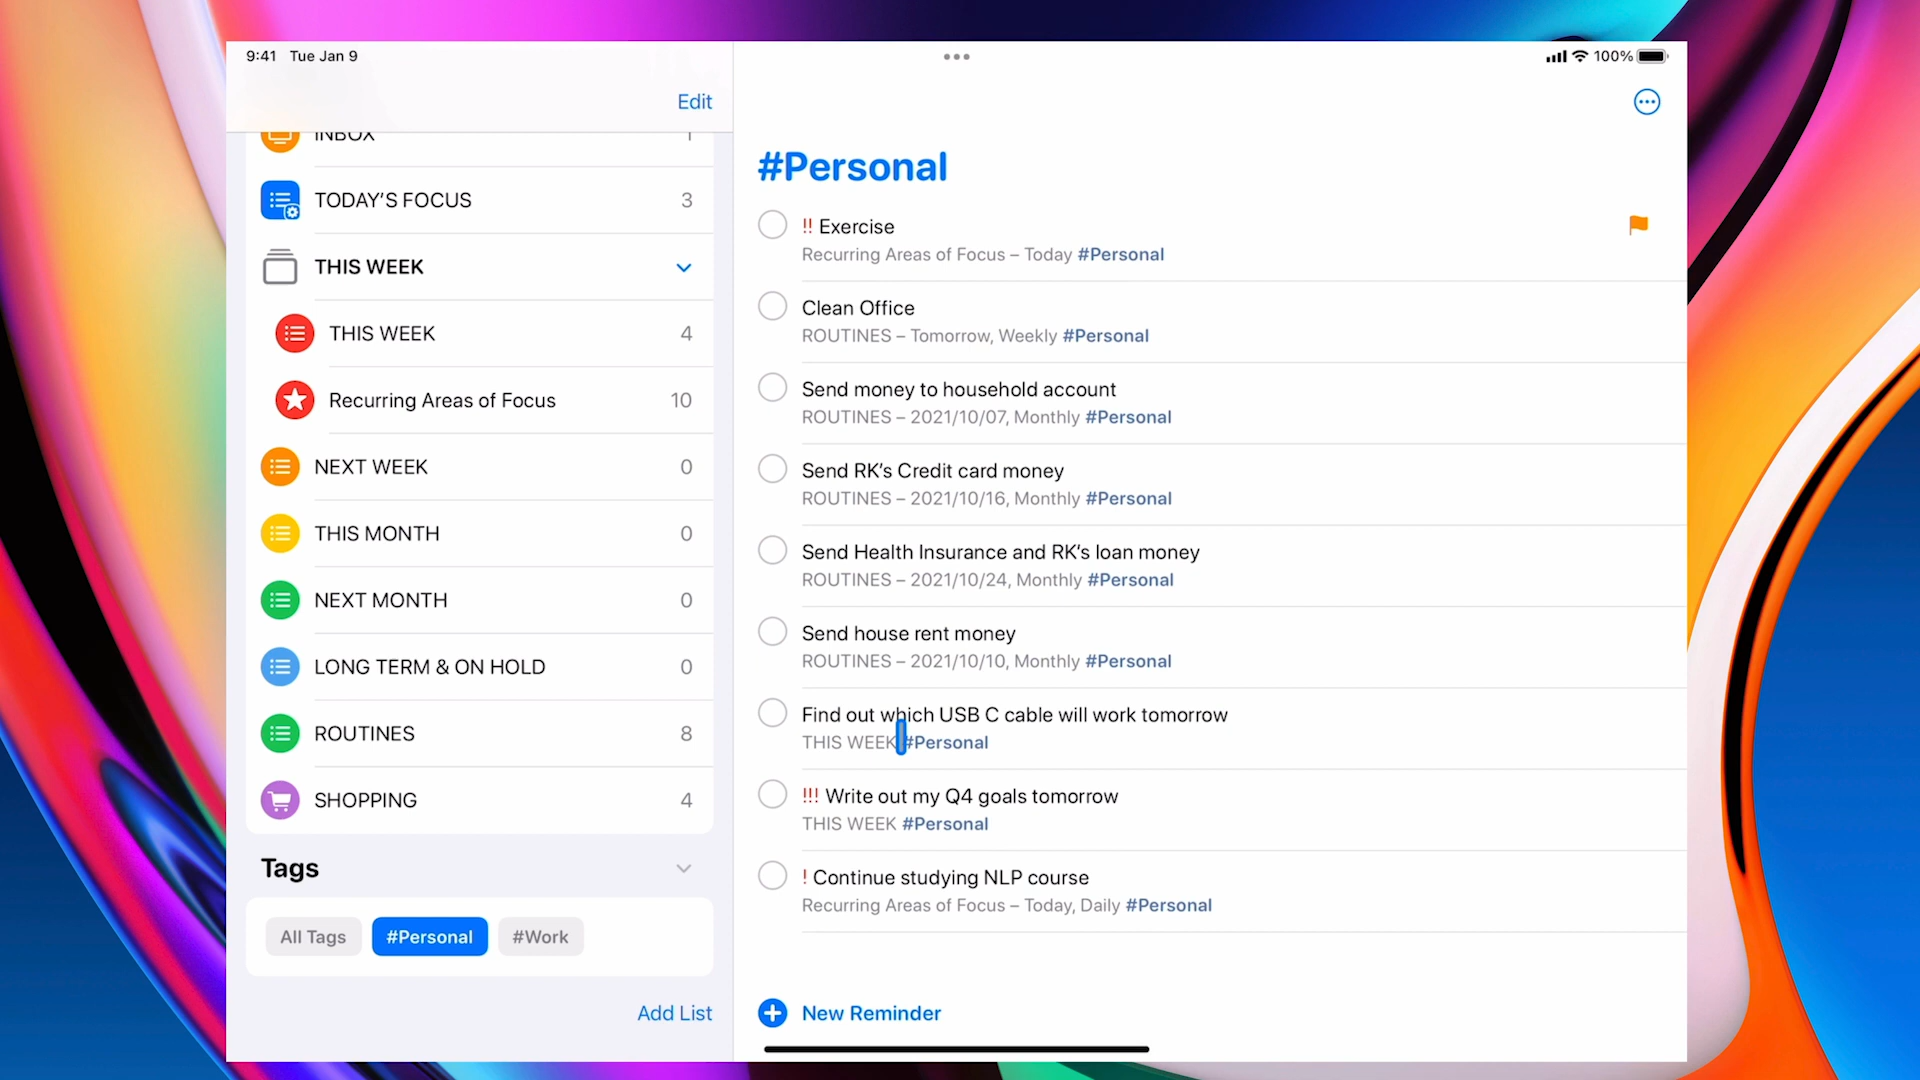 9:41 Tue Jan 9
100%
Edit
INBOX 1
TODAY’S FOCUS 3
THIS WEEK
THIS WEEK 4
Recurring Areas of Focus 10
NEXT WEEK 0
THIS MONTH 0
NEXT MONTH 0
LONG TERM & ON HOLD 0
ROUTINES 8
SHOPPING 4
Tags
All Tags #Personal #Work
Add List
#Personal
!! Exercise
Recurring Areas of Focus – Today #Personal
Clean Office
ROUTINES – Tomorrow, Weekly #Personal
Send money to household account
ROUTINES – 2021/10/07, Monthly #Personal
Send RK’s Credit card money
ROUTINES – 2021/10/16, Monthly #Personal
Send Health Insurance and RK’s loan money
ROUTINES – 2021/10/24, Monthly #Personal
Send house rent money
ROUTINES – 2021/10/10, Monthly #Personal
Find out which USB C cable will work tomorrow
THIS WEEK #Personal
!!! Write out my Q4 goals tomorrow
THIS WEEK #Personal
! Continue studying NLP course
Recurring Areas of Focus – Today, Daily #Personal
New Reminder